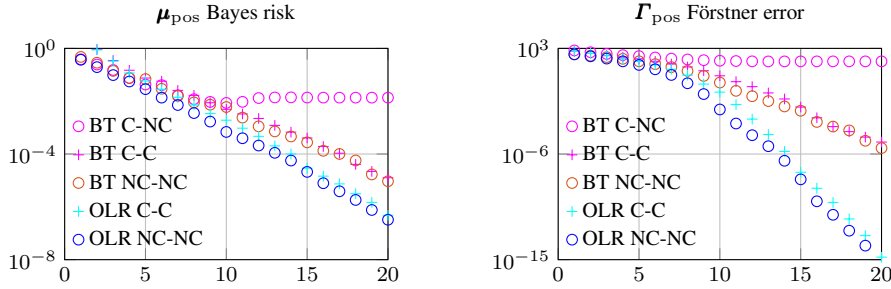 μpos Bayes risk
10^0
10^−4
10^−8
BT C-NC
BT C-C
BT NC-NC
OLR C-C
OLR NC-NC
0 5 10 15 20
Γpos Förstner error
10^3
10^−6
10^−15
BT C-NC
BT C-C
BT NC-NC
OLR C-C
OLR NC-NC
0 5 10 15 20